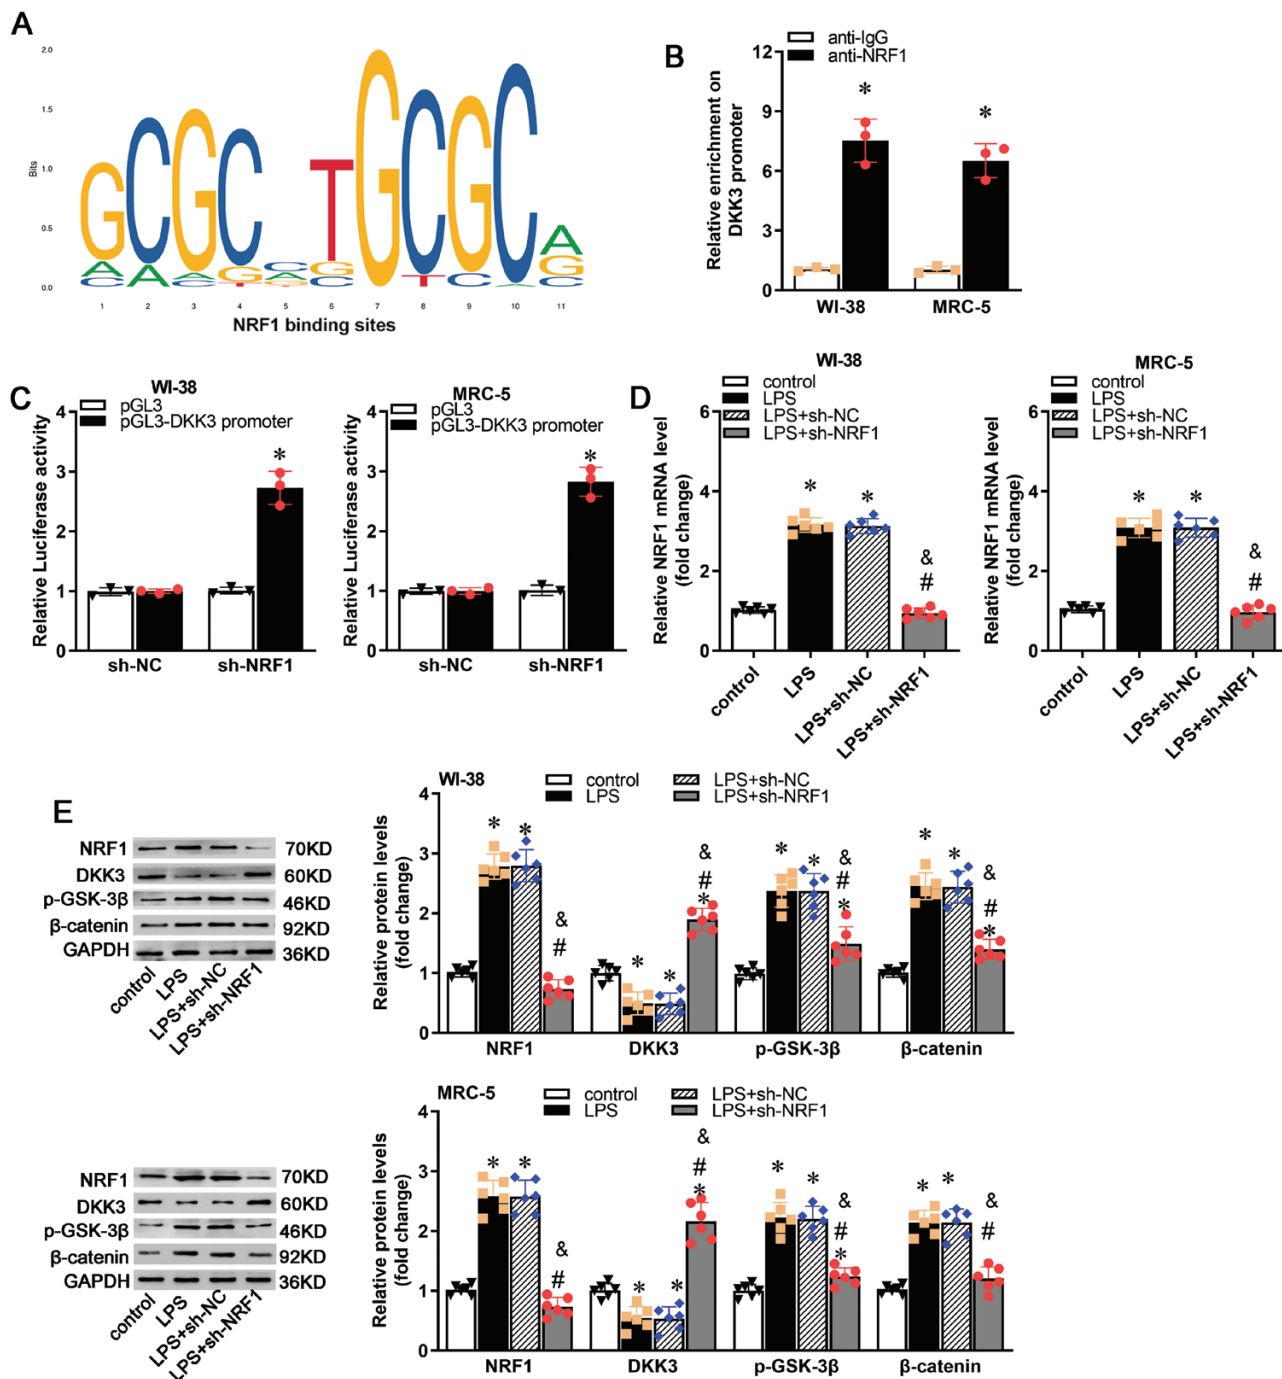 A
2.0
1.5
1.0
0.5
0.0
Bits
GCGC TGCGC A
AAAGCG TC G
CC CTAC C A C
1 2 3 4 5 6 7 8 9 10 11
NRF1 binding sites
B
anti-IgG
anti-NRF1
Relative enrichment on
DKK3 promoter
12
9
6
3
0
* *
WI-38 MRC-5
C
WI-38
pGL3
pGL3-DKK3 promoter
Relative Luciferase activity
4
3
2
1
0
*
sh-NC sh-NRF1
MRC-5
pGL3
pGL3-DKK3 promoter
Relative Luciferase activity
4
3
2
1
0
*
sh-NC sh-NRF1
D
WI-38
control
LPS
LPS+sh-NC
LPS+sh-NRF1
Relative NRF1 mRNA level
(fold change)
6
4
2
0
* * & #
control LPS LPS+sh-NC LPS+sh-NRF1
MRC-5
control
LPS
LPS+sh-NC
LPS+sh-NRF1
Relative NRF1 mRNA level
(fold change)
6
4
2
0
* * & #
control LPS LPS+sh-NC LPS+sh-NRF1
E
NRF1 70KD
DKK3 60KD
p-GSK-3β 46KD
β-catenin 92KD
GAPDH 36KD
control LPS LPS+sh-NC LPS+sh-NRF1
WI-38
control LPS+sh-NC
LPS LPS+sh-NRF1
Relative protein levels
(fold change)
4
3
2
1
0
* * & # * * & # * * * & # * * * & # *
NRF1 DKK3 p-GSK-3β β-catenin
NRF1 70KD
DKK3 60KD
p-GSK-3β 46KD
β-catenin 92KD
GAPDH 36KD
control LPS LPS+sh-NC LPS+sh-NRF1
MRC-5
control LPS+sh-NC
LPS LPS+sh-NRF1
Relative protein levels
(fold change)
4
3
2
1
0
* * & # * * & # * * * & # * * * & #
NRF1 DKK3 p-GSK-3β β-catenin